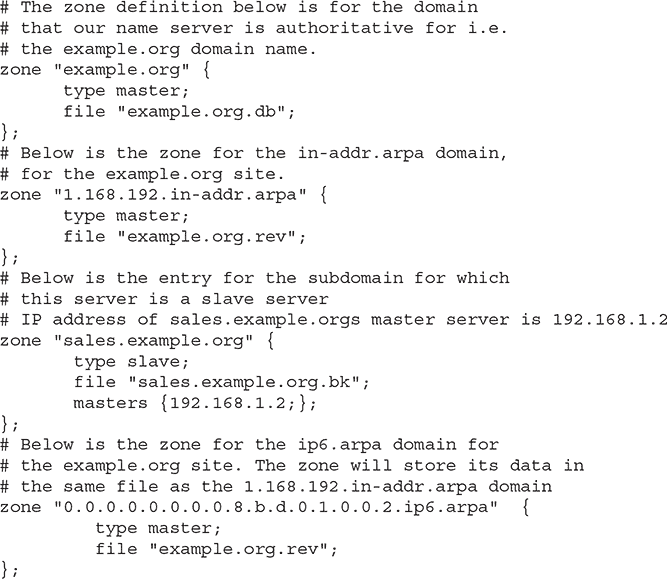 # The zone definition below is for the domain
# that our name server is authoritative for i.e.
# the example.org domain name.
zone "example.org" {
type master;
file "example.org.db";
};
# Below is the zone for the in-addr.arpa domain,
# for the example.org site.
zone "1.168.192.in-addr.arpa" {
type master;
file "example.org.rev";
};
# Below is the entry for the subdomain for which
# this server is a slave server
# IP address of sales.example.orgs master server is 192.168.1.2
zone "sales.example.org" {
type slave;
file "sales.example.org.bk";
masters {192.168.1.2;};
};
# Below is the zone for the ip6.arpa domain for
# the example.org site. The zone will store its data in
# the same file as the 1.168.192.in-addr.arpa domain
zone "0.0.0.0.0.0.0.0.8.b.d.0.1.0.0.2.ip6.arpa" {
type master;
file "example.org.rev";
};